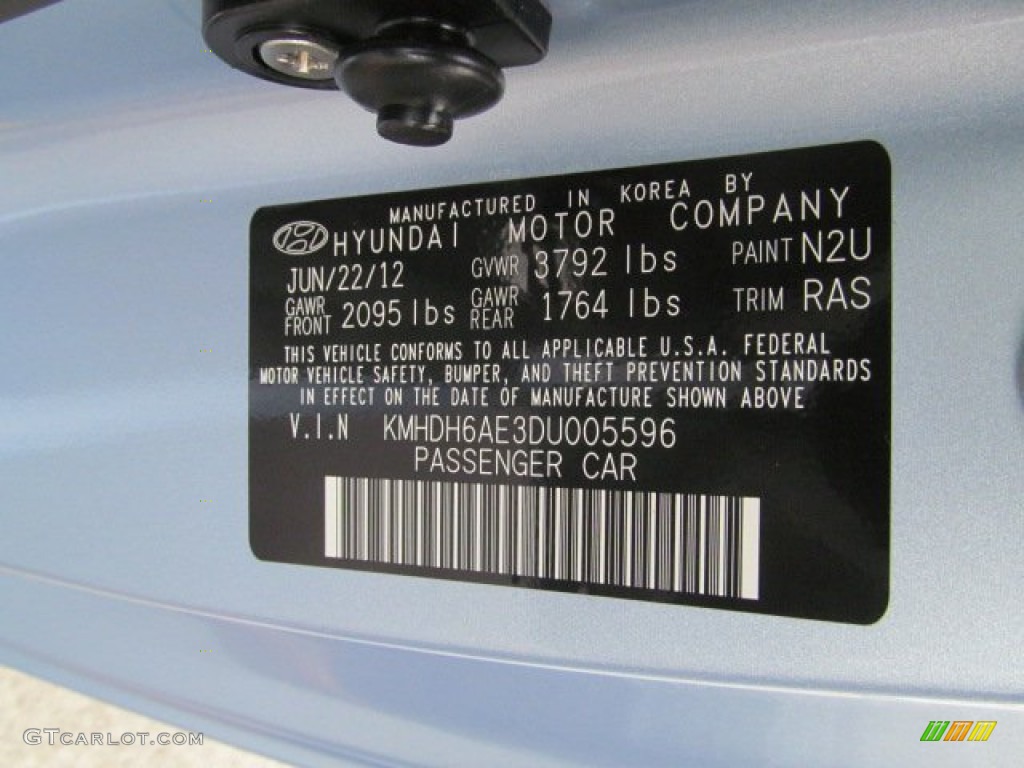 MANUFACTURED IN KOREA BY
HYUNDAI MOTOR COMPANY
JUN/22/12 GVWR 3792 lbs PAINT N2U
GAWR FRONT 2095 lbs GAWR REAR 1764 lbs TRIM RAS
THIS VEHICLE CONFORMS TO ALL APPLICABLE U.S.A. FEDERAL
MOTOR VEHICLE SAFETY, BUMPER, AND THEFT PREVENTION STANDARDS
IN EFFECT ON THE DATE OF MANUFACTURE SHOWN ABOVE
V.I.N KMHDH6AE3DU005596
PASSENGER CAR
GTCARLOT.COM